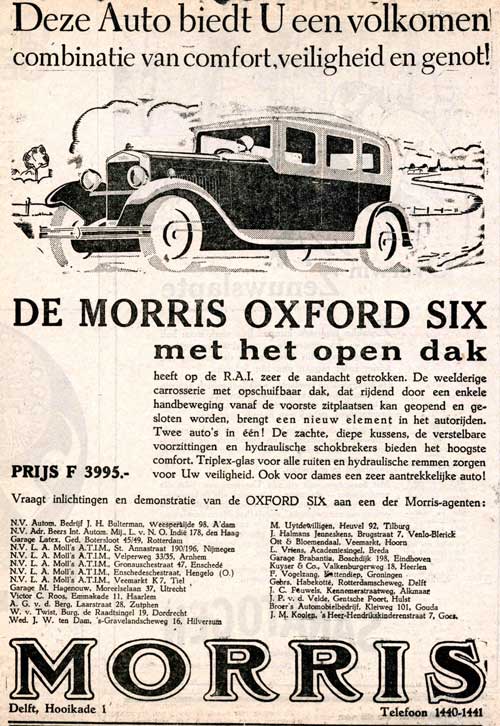 Deze Auto biedt U een volkomen
combinatie van comfort, veiligheid en genot!
DE MORRIS OXFORD SIX
met het open dak
heeft op de R.A.I. zeer de aandacht getrokken. De weelderige
carrosserie met opschuifbaar dak, dat rijdend door een enkele
handbeweging vanaf de voorste zitplaatsen kan geopend en ge-
sloten worden, brengt een nieuw element in het autorijden.
Twee auto's in één! De zachte, diepe kussens, de verstelbare
voorzittingen en hydraulische schokbrekers bieden het hoogste
comfort. Triplex-glas voor alle ruiten en hydraulische remmen zorgen
voor Uw veiligheid. Ook voor dames een zeer aantrekkelijke auto!
PRIJS F 3995.-
Vraagt inlichtingen en demonstratie van de OXFORD SIX aan een der Morris-agenten:
N.V. Autom. Bedrijf J. H. Bulterman, Weesperzijde 98, A'dam
N.V. Adr. Beers Int. Autom. Mij., L. v. N. O. Indië 178, den Haag
Garage Latex, Ged. Botersloot 45/49, Rotterdam
N.V. L. A. Moll's A.T.I.M., St. Annastraat 190/196, Nijmegen
N.V. L. A. Moll's A.T.I.M., Velperweg 33/35, Arnhem
N.V. L. A. Moll's A.T.I.M., Gronauschestraat 47, Enschedé
N.V. L. A. Moll's A.T.I.M., Enschedeschestraat, Hengelo (O.)
N.V. L. A. Moll's A.T.I.M., Veemarkt K 7, Tiel
Garage M. Hagenouw, Moreelselaan 37, Utrecht
Victor C. Roos, Emmakade 11, Haarlem
A. G. v. d. Berg, Laarstraat 28, Zutphen
W. v. Twist, Burg. de Raadtsingel 19, Dordrecht
Wed. J. W. ten Dam, 's-Gravelandscheweg 16, Hilversum
M. Uytdewilligen, Heuvel 92, Tilburg
J. Halmans Jenneskens, Brugstraat 7, Venlo-Blerick
Ott & Bloemendaal, Veemarkt, Hoorn
L. Vriens, Academiesingel, Breda
Garage Brabantia, Boschdijk 198, Eindhoven
Kuyser & Co., Valkenburgerweg 18, Heerlen
P. Vogelzang, Groningen
Gebrs. Habekotté, Rotterdamscheweg, Delft
J. C. Peuwels, Kennemerstraatweg, Alkmaar
J. P. v. d. Velde, Gentsche Poort, Hulst
Broer's Automobielbedrijf, Kleiweg 101, Gouda
J. M. Koolen, 's Heer-Hendrikskinderenstraat 7, Goes.
MORRIS
Delft, Hooikade 1
Telefoon 1440-1441